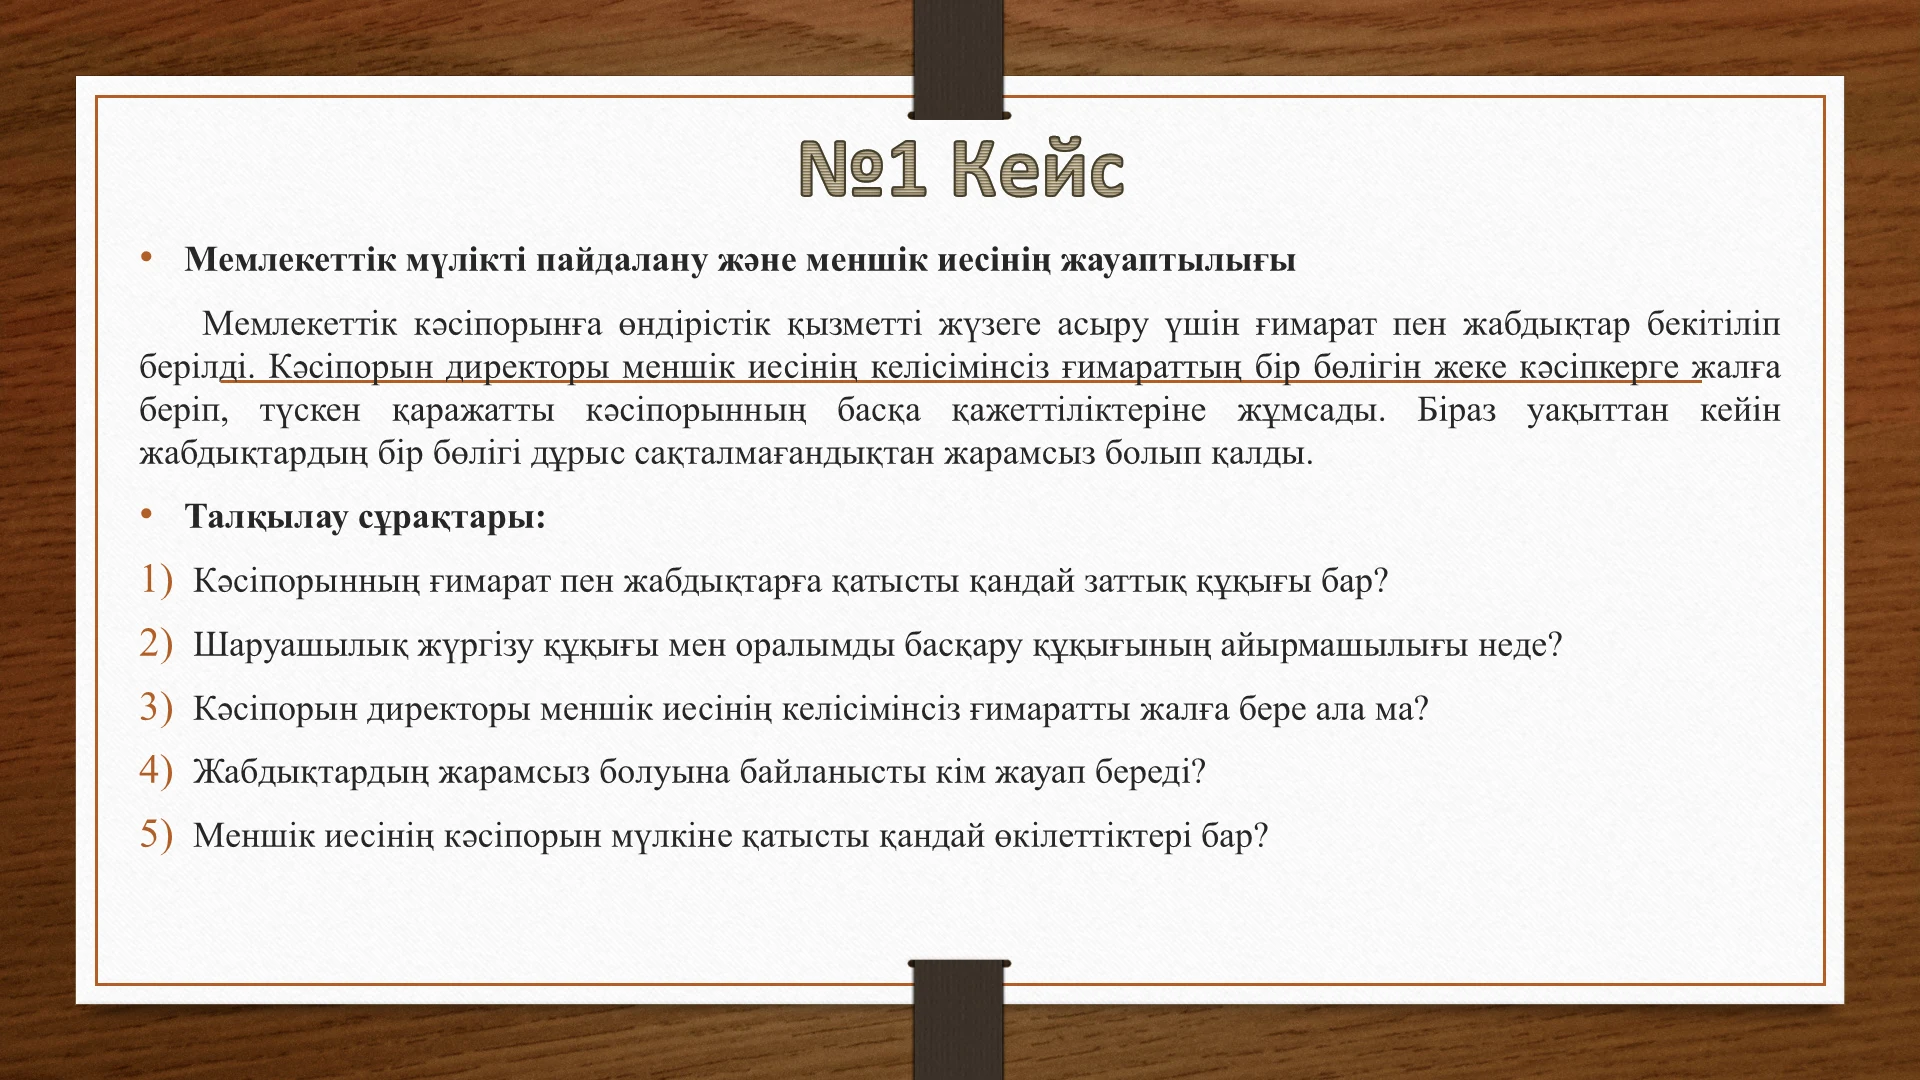 №1 Кейс
• Мемлекеттік мүлікті пайдалану және меншік иесінің жауаптылығы
Мемлекеттік кәсіпорынға өндірістік қызметті жүзеге асыру үшін ғимарат пен жабдықтар бекітіліп
берілді. Кәсіпорын директоры меншік иесінің келісімінсіз ғимараттың бір бөлігін жеке кәсіпкерге жалға
беріп, түскен қаражатты кәсіпорынның басқа қажеттіліктеріне жұмсады. Біраз уақыттан кейін
жабдықтардың бір бөлігі дұрыс сақталмағандықтан жарамсыз болып қалды.
• Талқылау сұрақтары:
1) Кәсіпорынның ғимарат пен жабдықтарға қатысты қандай заттық құқығы бар?
2) Шаруашылық жүргізу құқығы мен оралымды басқару құқығының айырмашылығы неде?
3) Кәсіпорын директоры меншік иесінің келісімінсіз ғимаратты жалға бере ала ма?
4) Жабдықтардың жарамсыз болуына байланысты кім жауап береді?
5) Меншік иесінің кәсіпорын мүлкіне қатысты қандай өкілеттіктері бар?